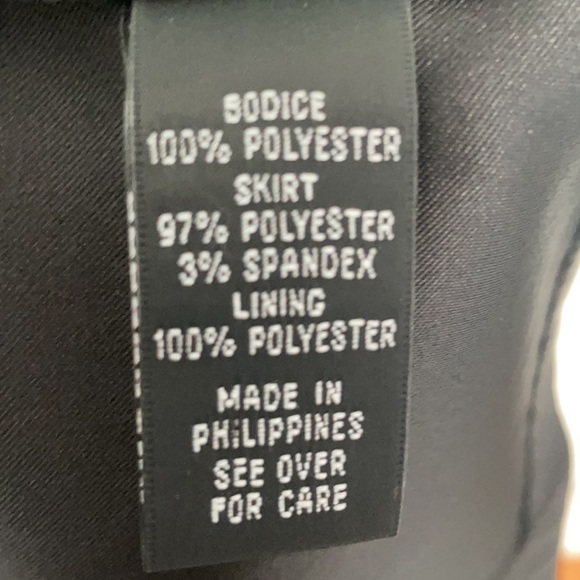 BODICE
100% POLYESTER
SKIRT
97% POLYESTER
3% SPANDEX
LINING
100% POLYESTER
MADE IN
PHILIPPINES
SEE OVER
FOR CARE